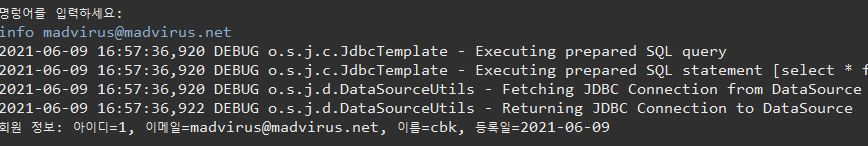 명렁어를 입력하세요:
info madvirus@madvirus.net
2021-06-09 16:57:36,920 DEBUG o.s.j.c.JdbcTemplate - Executing prepared SQL query
2021-06-09 16:57:36,920 DEBUG o.s.j.c.JdbcTemplate - Executing prepared SQL statement [select * f
2021-06-09 16:57:36,920 DEBUG o.s.j.d.DataSourceUtils - Fetching JDBC Connection from DataSource
2021-06-09 16:57:36,922 DEBUG o.s.j.d.DataSourceUtils - Returning JDBC Connection to DataSource
회원 정보: 아이디=1, 이메일=madvirus@madvirus.net, 이름=cbk, 등록일=2021-06-09